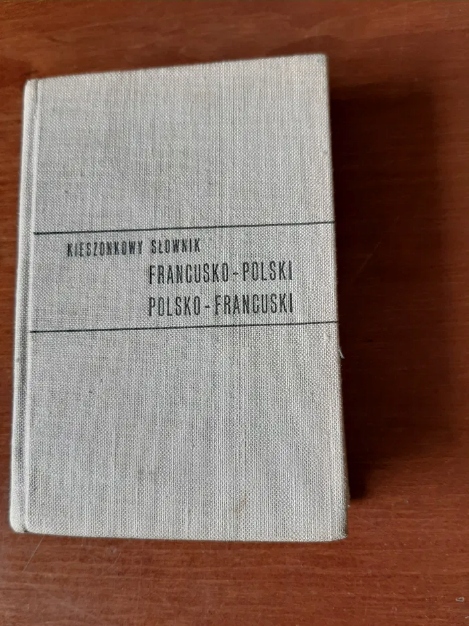 KIESZONKOWY SŁOWNIK
FRANCUSKO-POLSKI
POLSKO-FRANCUSKI